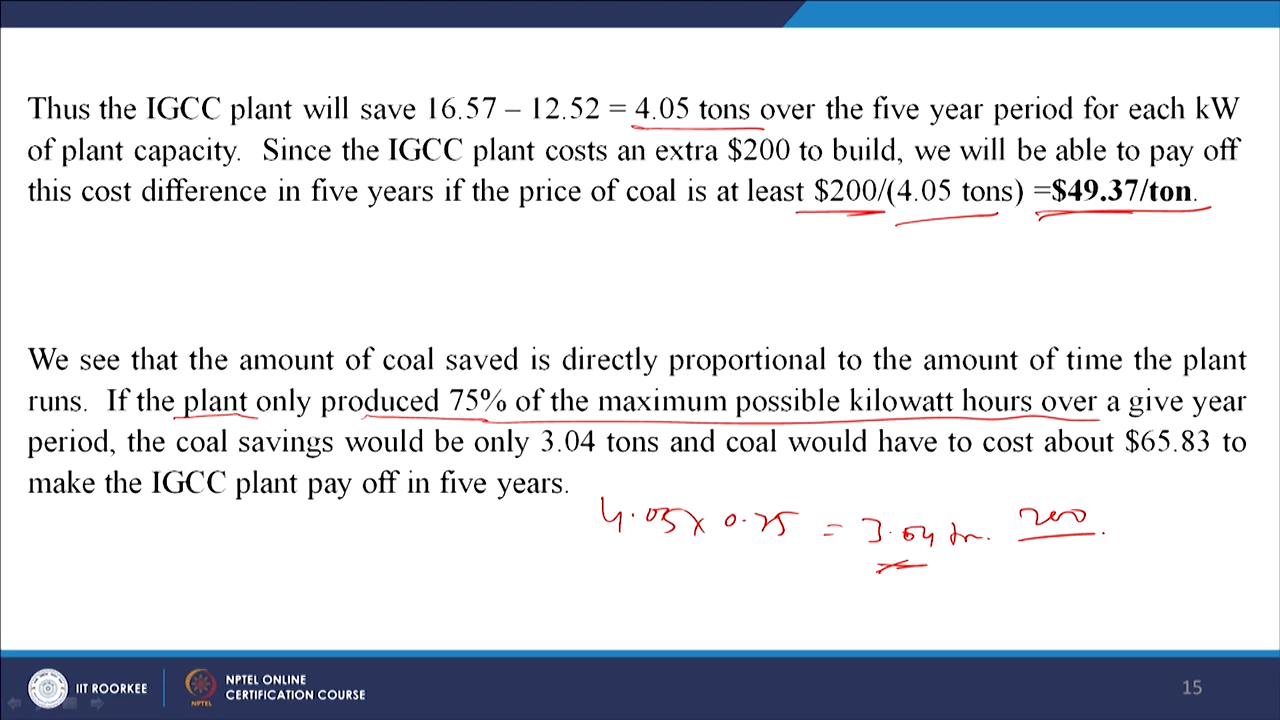 Thus the IGCC plant will save 16.57 – 12.52 = 4.05 tons over the five year period for each kW
of plant capacity. Since the IGCC plant costs an extra $200 to build, we will be able to pay off
this cost difference in five years if the price of coal is at least $200/(4.05 tons) =$49.37/ton.
We see that the amount of coal saved is directly proportional to the amount of time the plant
runs. If the plant only produced 75% of the maximum possible kilowatt hours over a give year
period, the coal savings would be only 3.04 tons and coal would have to cost about $65.83 to
make the IGCC plant pay off in five years.
4.05 x 0.75 = 3.04 tn. 200
IIT ROORKEE
NPTEL
NPTEL ONLINE
CERTIFICATION COURSE
15